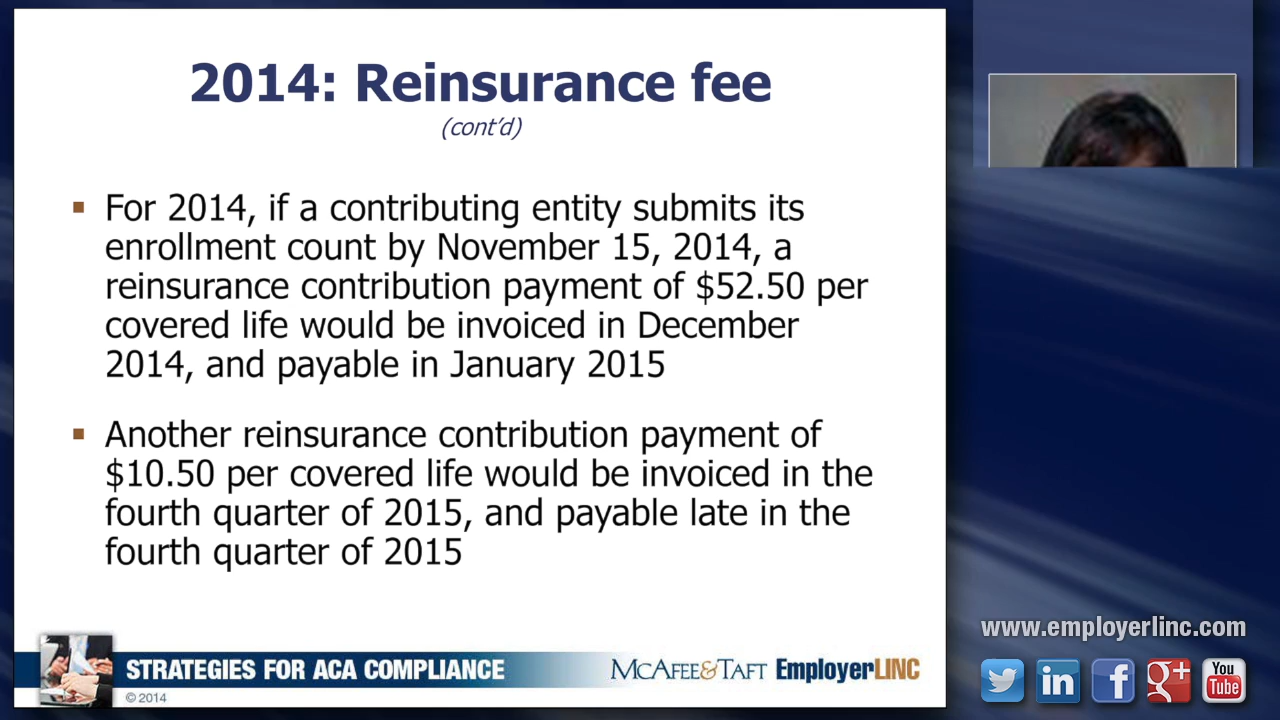 2014: Reinsurance fee
(cont'd)
For 2014, if a contributing entity submits its
enrollment count by November 15, 2014, a
reinsurance contribution payment of $52.50 per
covered life would be invoiced in December
2014, and payable in January 2015
Another reinsurance contribution payment of
$10.50 per covered life would be invoiced in the
fourth quarter of 2015, and payable late in the
fourth quarter of 2015
STRATEGIES FOR ACA COMPLIANCE
MCAFEE&TAFT EmployerLINC
© 2014
www.employerlinc.com
in
f
g+
You
Tube